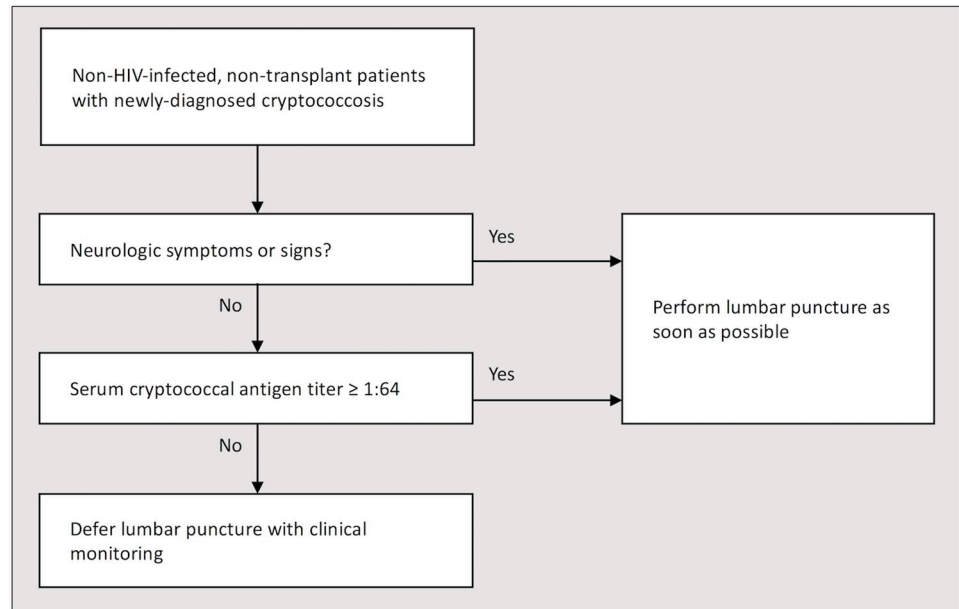 Non-HIV-infected, non-transplant patients
with newly-diagnosed cryptococcosis
Neurologic symptoms or signs?
Yes
No
Perform lumbar puncture as
soon as possible
Serum cryptococcal antigen titer ≥ 1:64
Yes
No
Defer lumbar puncture with clinical
monitoring